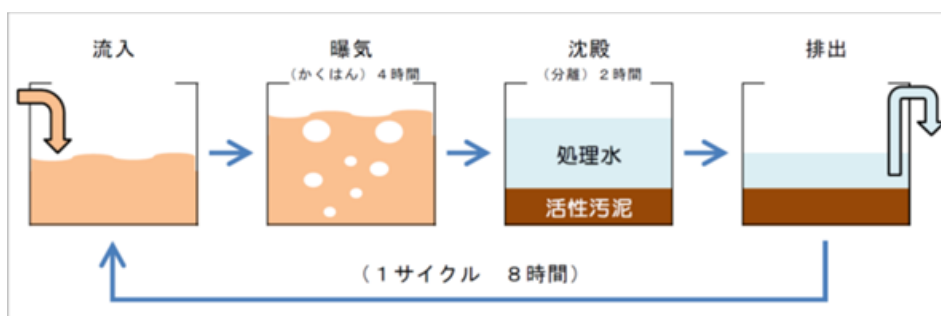 流入
曝気
（かくはん）４時間
沈殿
（分離）２時間
排出
処理水
活性汚泥
（１サイクル　８時間）